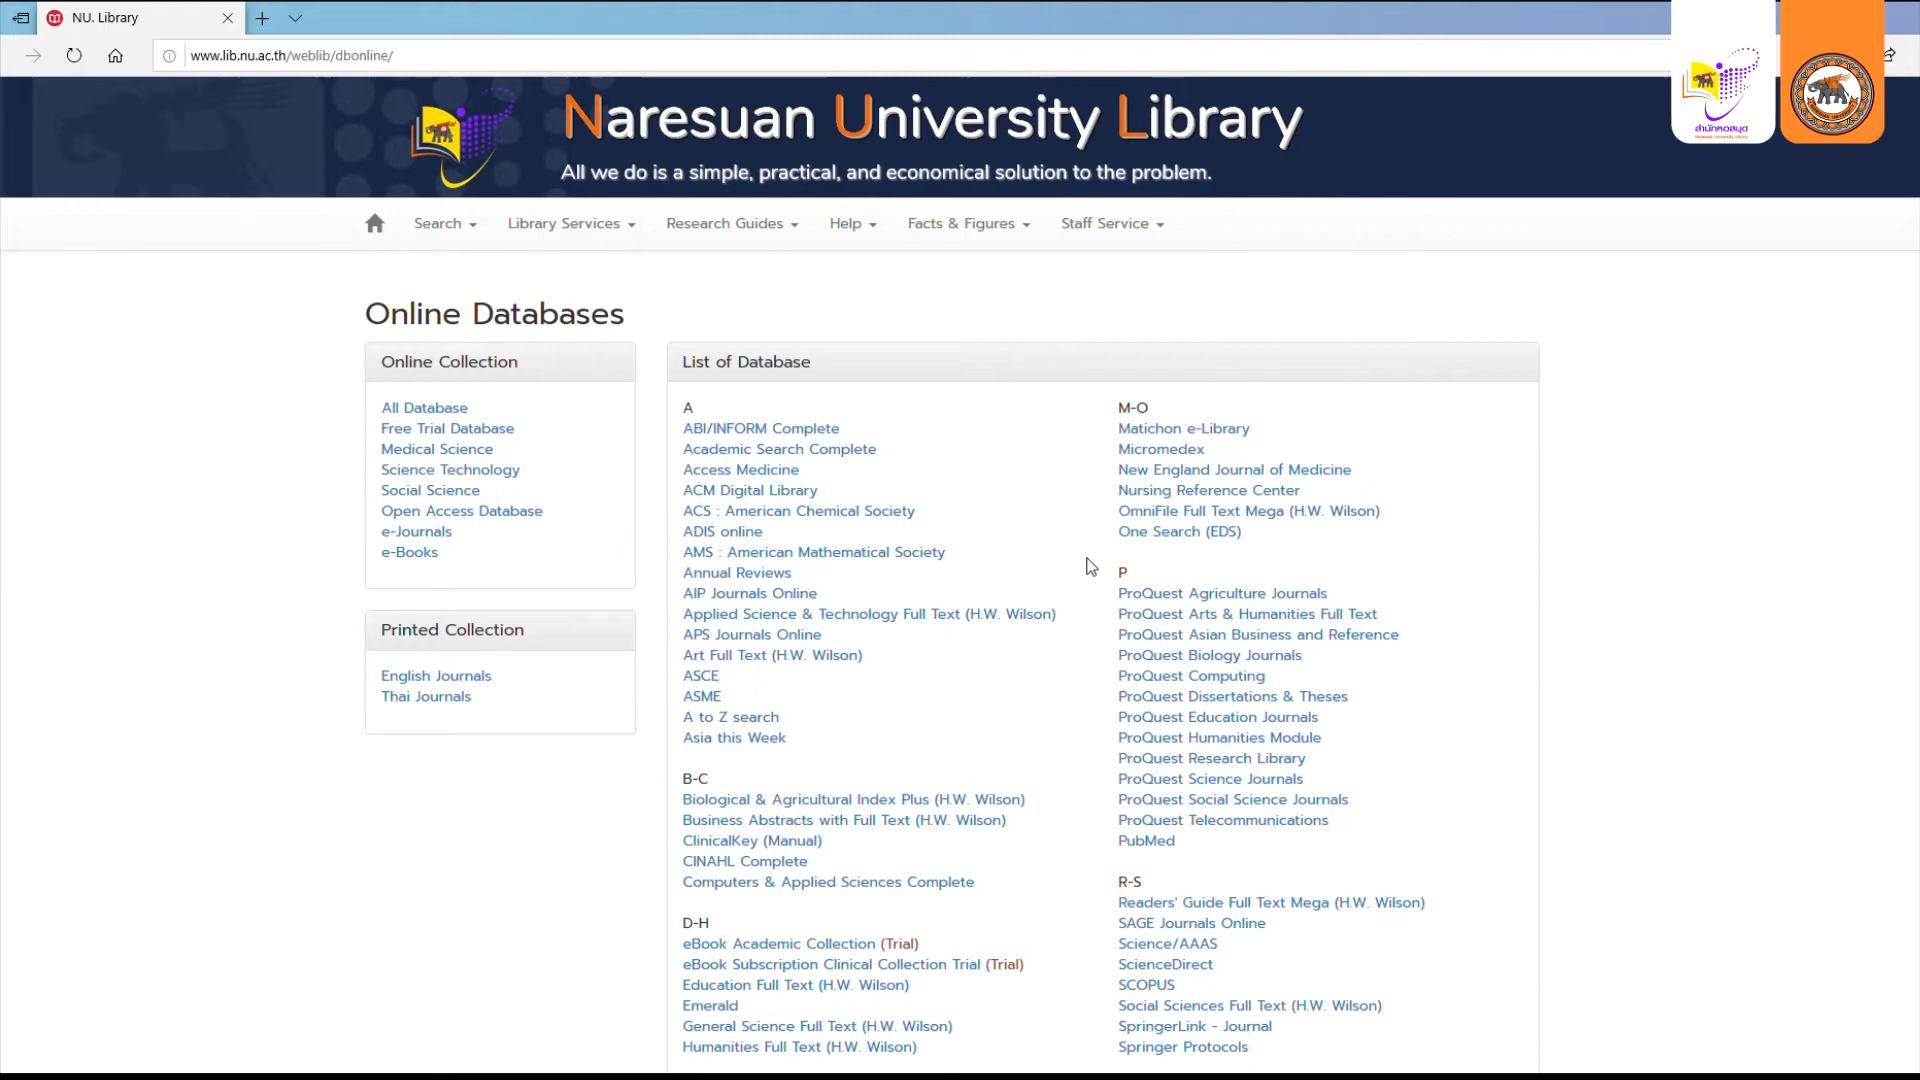 NU. Library
www.lib.nu.ac.th/weblib/dbonline/
Naresuan University Library
All we do is a simple, practical, and economical solution to the problem.
สำนักหอสมุด
Naresuan University Library
Search
Library Services
Research Guides
Help
Facts & Figures
Staff Service
Online Databases
Online Collection
All Database
Free Trial Database
Medical Science
Science Technology
Social Science
Open Access Database
e-Journals
e-Books
Printed Collection
English Journals
Thai Journals
List of Database
A
ABI/INFORM Complete
Academic Search Complete
Access Medicine
ACM Digital Library
ACS : American Chemical Society
ADIS online
AMS : American Mathematical Society
Annual Reviews
AIP Journals Online
Applied Science & Technology Full Text (H.W. Wilson)
APS Journals Online
Art Full Text (H.W. Wilson)
ASCE
ASME
A to Z search
Asia this Week
B-C
Biological & Agricultural Index Plus (H.W. Wilson)
Business Abstracts with Full Text (H.W. Wilson)
ClinicalKey (Manual)
CINAHL Complete
Computers & Applied Sciences Complete
D-H
eBook Academic Collection (Trial)
eBook Subscription Clinical Collection Trial (Trial)
Education Full Text (H.W. Wilson)
Emerald
General Science Full Text (H.W. Wilson)
Humanities Full Text (H.W. Wilson)
M-O
Matichon e-Library
Micromedex
New England Journal of Medicine
Nursing Reference Center
OmniFile Full Text Mega (H.W. Wilson)
One Search (EDS)
P
ProQuest Agriculture Journals
ProQuest Arts & Humanities Full Text
ProQuest Asian Business and Reference
ProQuest Biology Journals
ProQuest Computing
ProQuest Dissertations & Theses
ProQuest Education Journals
ProQuest Humanities Module
ProQuest Research Library
ProQuest Science Journals
ProQuest Social Science Journals
ProQuest Telecommunications
PubMed
R-S
Readers' Guide Full Text Mega (H.W. Wilson)
SAGE Journals Online
Science/AAAS
ScienceDirect
SCOPUS
Social Sciences Full Text (H.W. Wilson)
SpringerLink - Journal
Springer Protocols